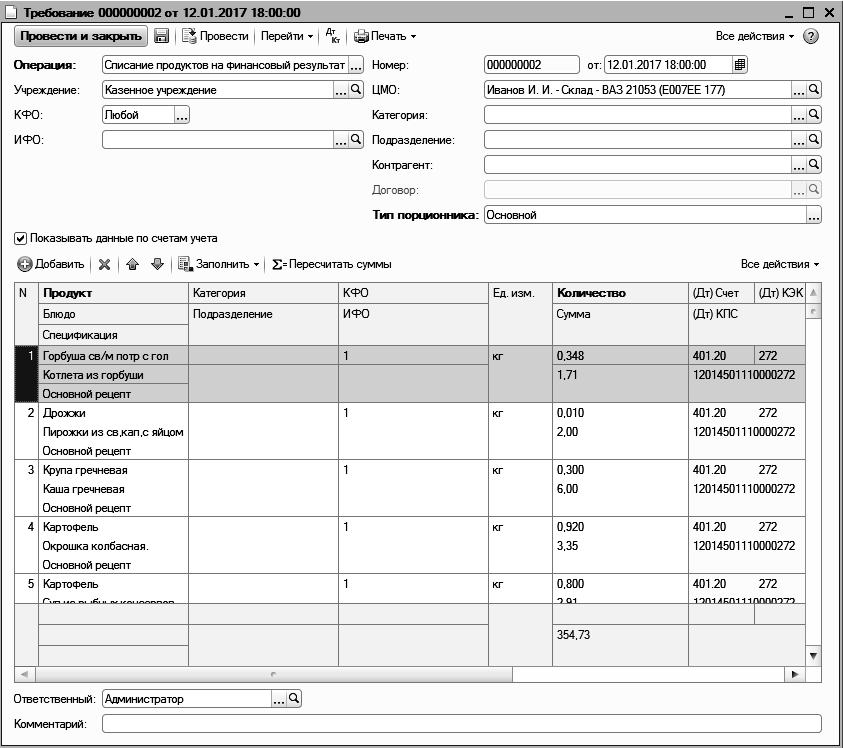 Требование 000000002 от 12.01.2017 18:00:00
Провести и закрыть Провести Перейти Дт Кт Печать Все действия ?
Операция: Списание продуктов на финансовый результат ... Номер: 000000002 от: 12.01.2017 18:00:00
Учреждение: Казенное учреждение ... ЦМО: Иванов И. И. - Склад - ВАЗ 21053 (Е007ЕЕ 177) ...
КФО: Любой ... Категория: ...
ИФО: ... Подразделение: ...
Контрагент: ...
Договор: ...
Тип порционника: Основной ...
Показывать данные по счетам учета
Добавить Заполнить Σ= Пересчитать суммы Все действия
N Продукт Категория КФО Ед. изм. Количество (Дт) Счет (Дт) КЭК
Блюдо Подразделение ИФО Сумма (Дт) КПС
Спецификация
1 Горбуша св/м потр с гол 1 кг 0,348 401.20 272
Котлета из горбуши 1,71 12014501110000272
Основной рецепт
2 Дрожжи 1 кг 0,010 401.20 272
Пирожки из св,кап,с яйцом 2,00 12014501110000272
Основной рецепт
3 Крупа гречневая 1 кг 0,300 401.20 272
Каша гречневая 6,00 12014501110000272
Основной рецепт
4 Картофель 1 кг 0,920 401.20 272
Окрошка колбасная. 3,35 12014501110000272
Основной рецепт
5 Картофель 1 кг 0,800 401.20 272
Суп из рыбных консервов 2,91 12014501110000272
354,73
Ответственный: Администратор ...
Комментарий: